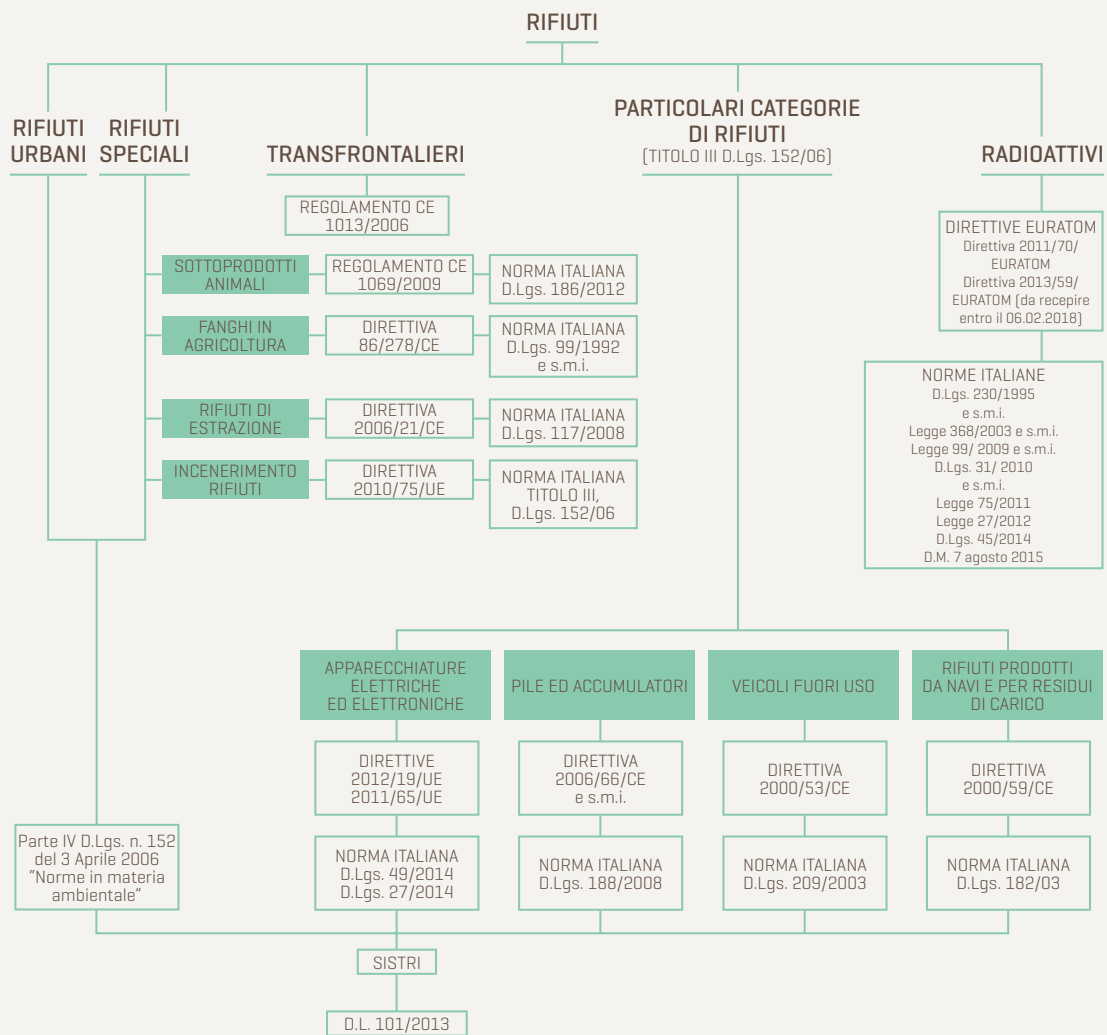 RIFIUTI
RIFIUTI
URBANI
RIFIUTI
SPECIALI
TRANSFRONTALIERI
PARTICOLARI CATEGORIE
DI RIFIUTI
(TITOLO III D.Lgs. 152/06)
RADIOATTIVI
REGOLAMENTO CE
1013/2006
SOTTOPRODOTTI
ANIMALI
REGOLAMENTO CE
1069/2009
NORMA ITALIANA
D.Lgs. 186/2012
FANGHI IN
AGRICOLTURA
DIRETTIVA
86/278/CE
NORMA ITALIANA
D.Lgs. 99/1992
e s.m.i.
RIFIUTI DI
ESTRAZIONE
DIRETTIVA
2006/21/CE
NORMA ITALIANA
D.Lgs. 117/2008
INCENERIMENTO
RIFIUTI
DIRETTIVA
2010/75/UE
NORMA ITALIANA
TITOLO III,
D.Lgs. 152/06
DIRETTIVE EURATOM
Direttiva 2011/70/
EURATOM
Direttiva 2013/59/
EURATOM (da recepire
entro il 06.02.2018)
NORME ITALIANE
D.Lgs. 230/1995
e s.m.i.
Legge 368/2003 e s.m.i.
Legge 99/ 2009 e s.m.i.
D.Lgs. 31/ 2010
e s.m.i.
Legge 75/2011
Legge 27/2012
D.Lgs. 45/2014
D.M. 7 agosto 2015
APPARECCHIATURE
ELETTRICHE
ED ELETTRONICHE
PILE ED ACCUMULATORI
VEICOLI FUORI USO
RIFIUTI PRODOTTI
DA NAVI E PER RESIDUI
DI CARICO
DIRETTIVE
2012/19/UE
2011/65/UE
DIRETTIVA
2006/66/CE
e s.m.i.
DIRETTIVA
2000/53/CE
DIRETTIVA
2000/59/CE
Parte IV D.Lgs. n. 152
del 3 Aprile 2006
“Norme in materia
ambientale”
NORMA ITALIANA
D.Lgs. 49/2014
D.Lgs. 27/2014
NORMA ITALIANA
D.Lgs. 188/2008
NORMA ITALIANA
D.Lgs. 209/2003
NORMA ITALIANA
D.Lgs. 182/03
SISTRI
D.L. 101/2013